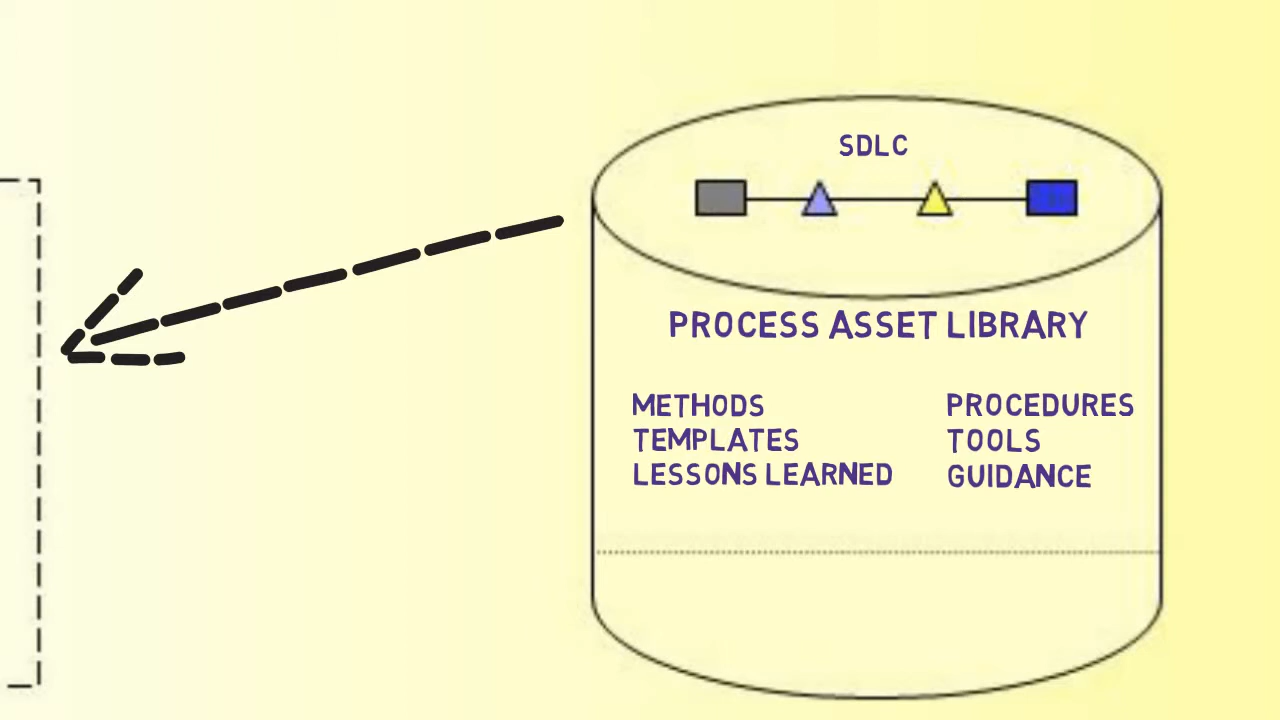 SDLC
PROCESS ASSET LIBRARY
METHODS
TEMPLATES
LESSONS LEARNED
PROCEDURES
TOOLS
GUIDANCE